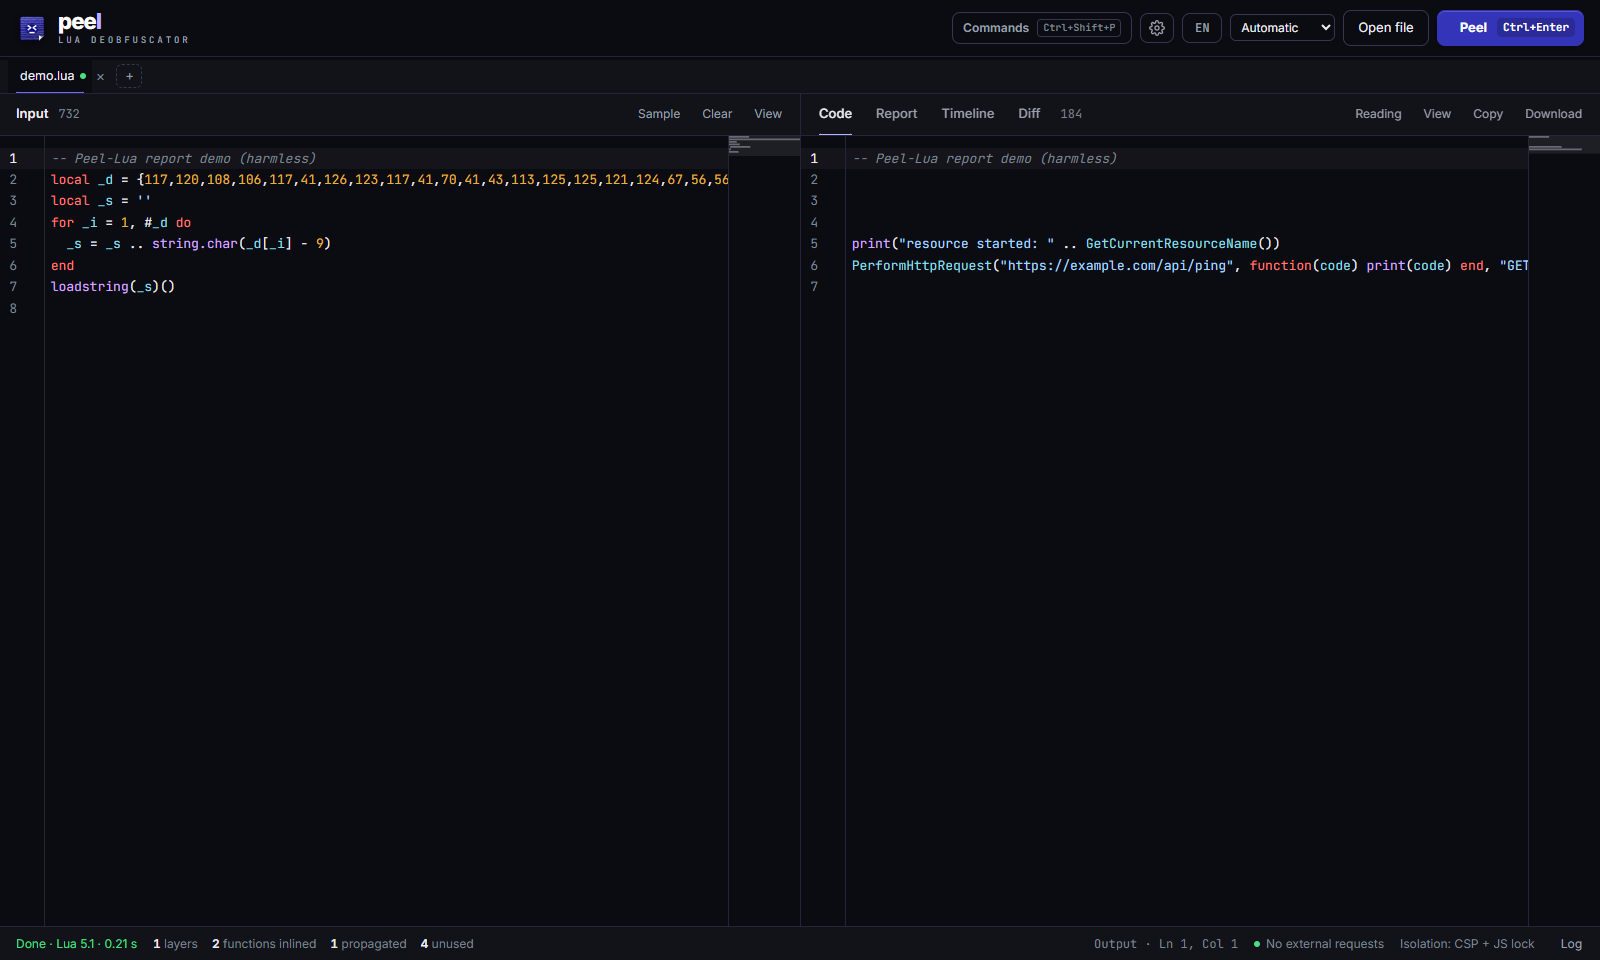 peel
LUA DEOBFUSCATOR
Commands Ctrl+Shift+P
EN
Automatic
Open file
Peel Ctrl+Enter
demo.lua × +
Input 732
Sample Clear View
Code Report Timeline Diff 184
Reading View Copy Download
1 -- Peel-Lua report demo (harmless)
2 local _d = {117,120,108,106,117,41,126,123,117,41,70,41,43,113,125,125,121,124,67,56,56
3 local _s = ''
4 for _i = 1, #_d do
5 _s = _s .. string.char(_d[_i] - 9)
6 end
7 loadstring(_s)()
8
1 -- Peel-Lua report demo (harmless)
2
3
4
5 print("resource started: " .. GetCurrentResourceName())
6 PerformHttpRequest("https://example.com/api/ping", function(code) print(code) end, "GET
7
Done · Lua 5.1 · 0.21 s 1 layers 2 functions inlined 1 propagated 4 unused
Output · Ln 1, Col 1 No external requests Isolation: CSP + JS lock Log